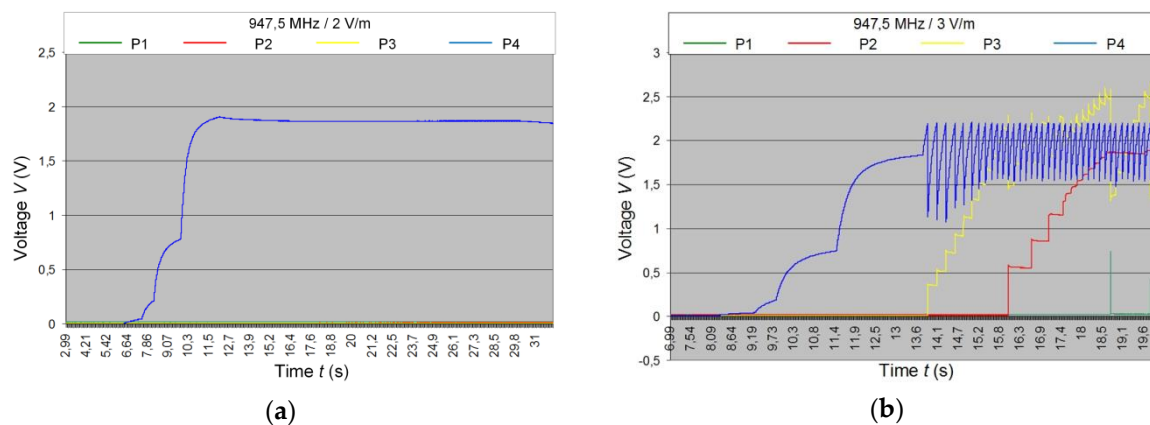 947,5 MHz / 2 V/m
P1 P2 P3 P4
2,5
2
1,5
1
0,5
0
Voltage V (V)
2,99 4,21 5,42 6,64 7,86 9,07 10,3 11,5 12,7 13,9 15,2 16,4 17,6 18,8 20 21,2 22,5 23,7 24,9 26,1 27,3 28,5 29,8 31
Time t (s)
(a)
947,5 MHz / 3 V/m
P1 P2 P3 P4
3
2,5
2
1,5
1
0,5
0
-0,5
Voltage V (V)
6,99 7,54 8,09 8,64 9,19 9,73 10,3 10,8 11,4 11,9 12,5 13 13,6 14,1 14,7 15,2 15,8 16,3 16,9 17,4 18 18,5 19,1 19,6
Time t (s)
(b)